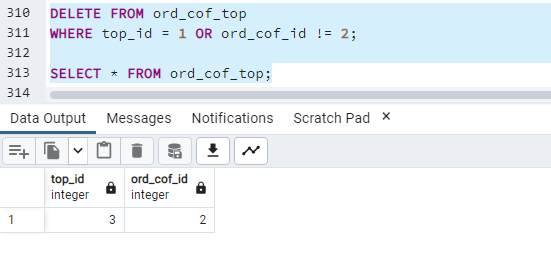 310 DELETE FROM ord_cof_top
311 WHERE top_id = 1 OR ord_cof_id != 2;
312
313 SELECT * FROM ord_cof_top;
314
Data Output Messages Notifications Scratch Pad ×
top_id ord_cof_id
integer integer
1 3 2